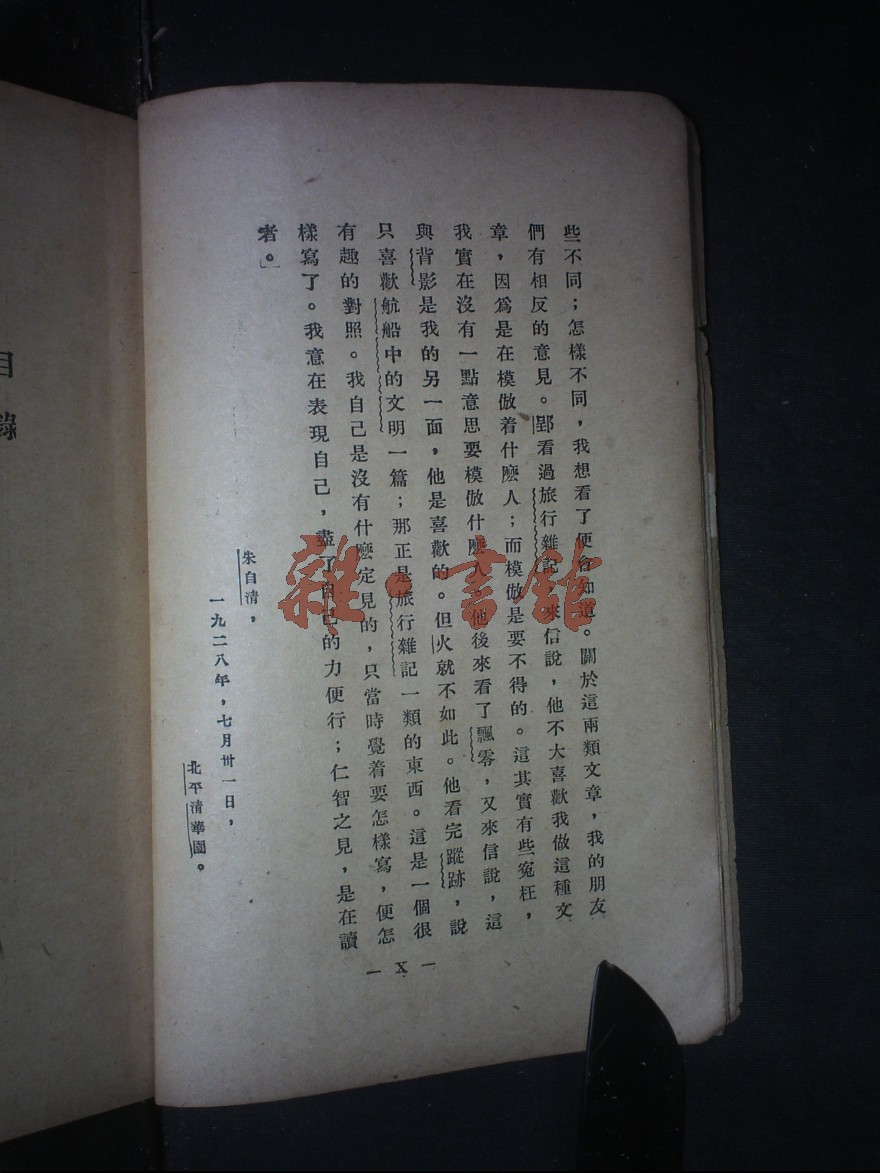 些不同；怎樣不同，我想看了便會知道。關於這兩類文章，我的朋友
們有相反的意見。郢看過旅行雜記，來信說，他不大喜歡我做這種文
章，因爲是在模倣着什麽人；而模倣是要不得的。這其實有些寃枉，
我實在沒有一點意思要模倣什麽人。他後來看了飄零，又來信說，這
與背影是我的另一面，他是喜歡的。但火就不如此。他看完蹤跡，說
只喜歡航船中的文明一篇；那正是旅行雜記一類的東西。這是一個很
有趣的對照。我自己是沒有什麽定見的，只當時覺着要怎樣寫，便怎
樣寫了。我意在表現自己，盡了自己的力便行；仁智之見，是在讀
者。」
朱自清，
一九二八年，七月卅一日，
北平清華園。
— X —
目錄
雜·書館